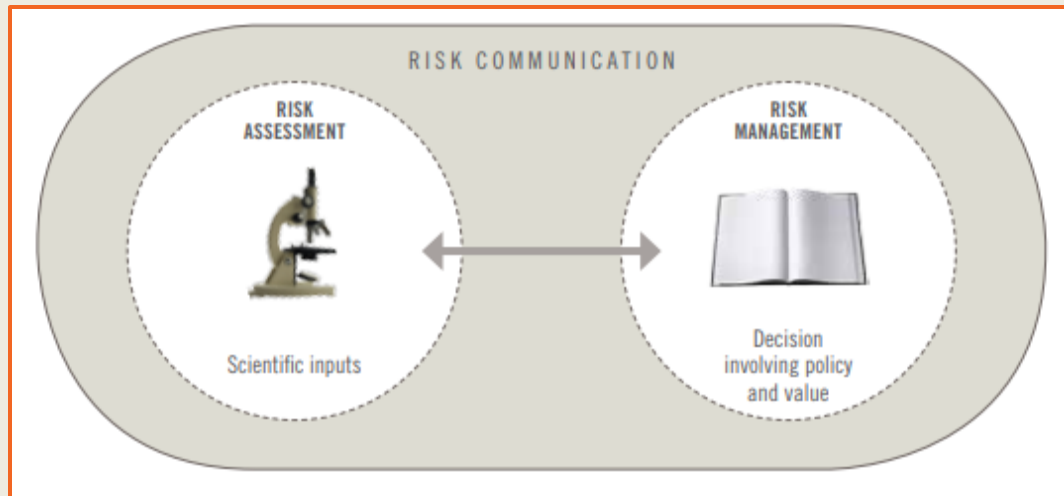 RISK COMMUNICATION
RISK
ASSESSMENT
Scientific inputs
RISK
MANAGEMENT
Decision
involving policy
and value